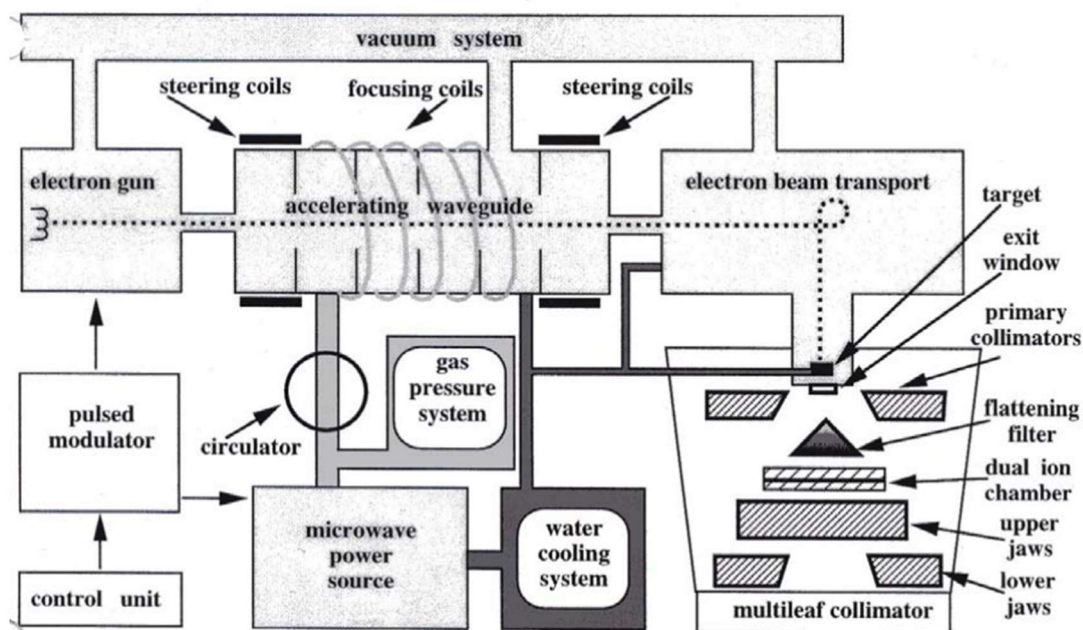 vacuum system
steering coils
focusing coils
steering coils
electron gun
accelerating waveguide
electron beam transport
target
exit
window
primary
collimators
flattening
filter
dual ion
chamber
upper
jaws
lower
jaws
multileaf collimator
gas
pressure
system
circulator
pulsed
modulator
microwave
power
source
water
cooling
system
control unit